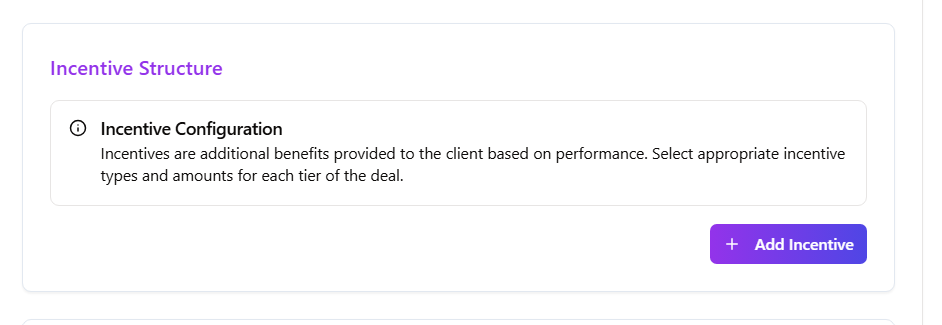 Incentive Structure
Incentive Configuration
Incentives are additional benefits provided to the client based on performance. Select appropriate incentive
types and amounts for each tier of the deal.
Add Incentive